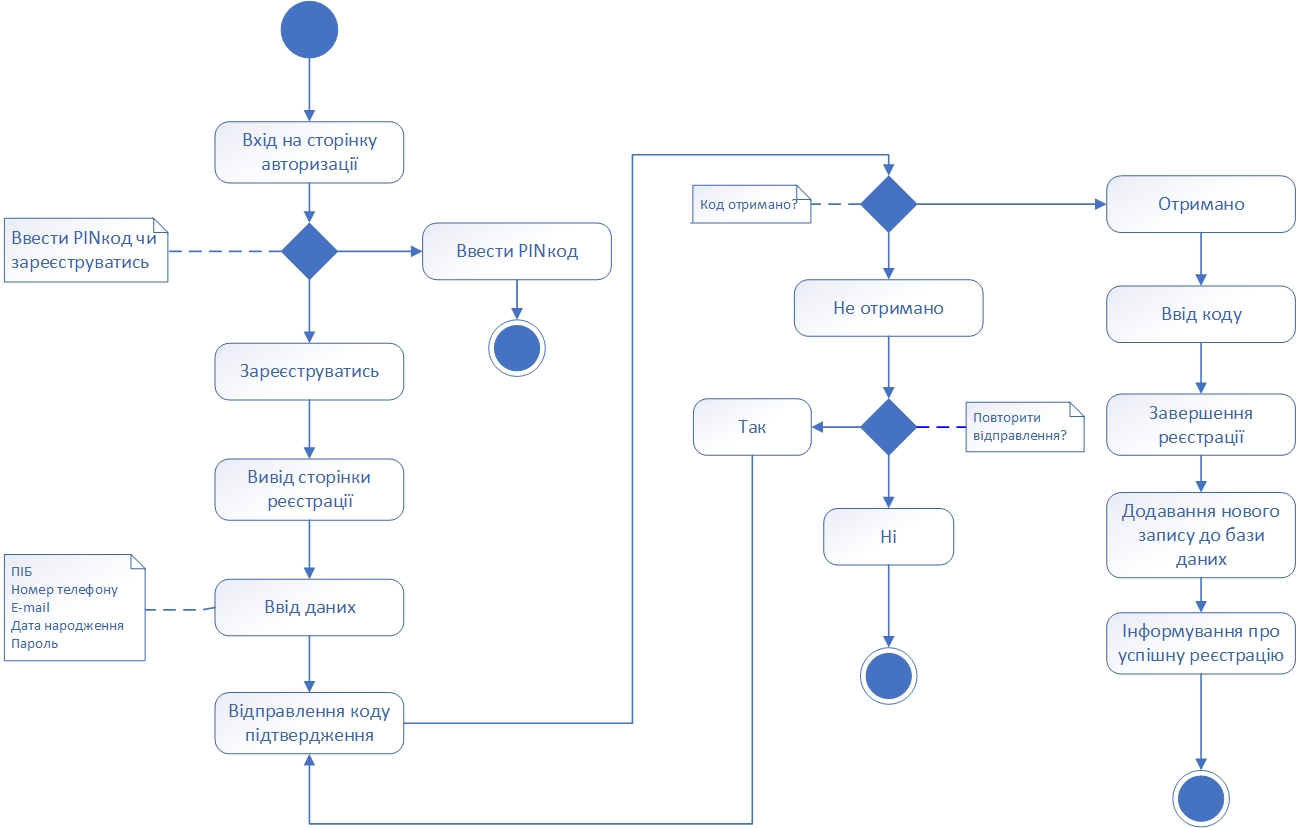 Вхід на сторінку
авторизації
Ввести PINкод чи
зареєструватись
Ввести PINкод
Зареєструватись
Вивід сторінки
реєстрації
ПІБ
Номер телефону
E-mail
Дата народження
Пароль
Ввід даних
Відправлення коду
підтвердження
Код отримано?
Не отримано
Так
Повторити
відправлення?
Ні
Отримано
Ввід коду
Завершення
реєстрації
Додавання нового
запису до бази
даних
Інформування про
успішну реєстрацію